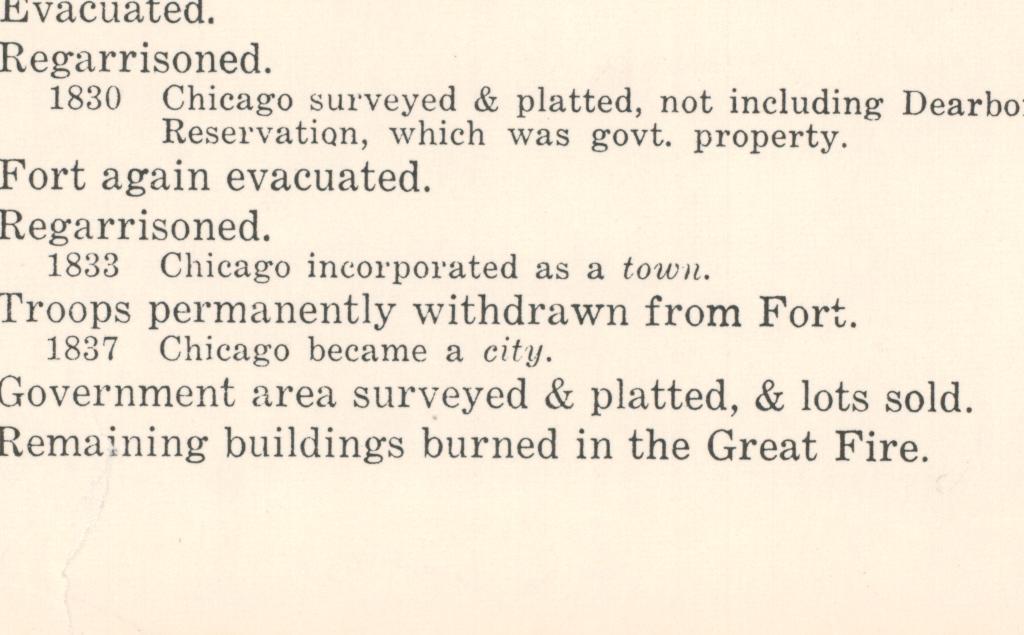 Evacuated.
Regarrisoned.
1830 Chicago surveyed & platted, not including
Reservation, which was govt. property.
Fort again evacuated.
Regarrisoned.
1833 Chicago incorporated as a town.
Troops permanently withdrawn from Fort.
1837 Chicago became a city.
Government area surveyed & platted, & lots sold.
Remaining buildings burned in the Great Fire.